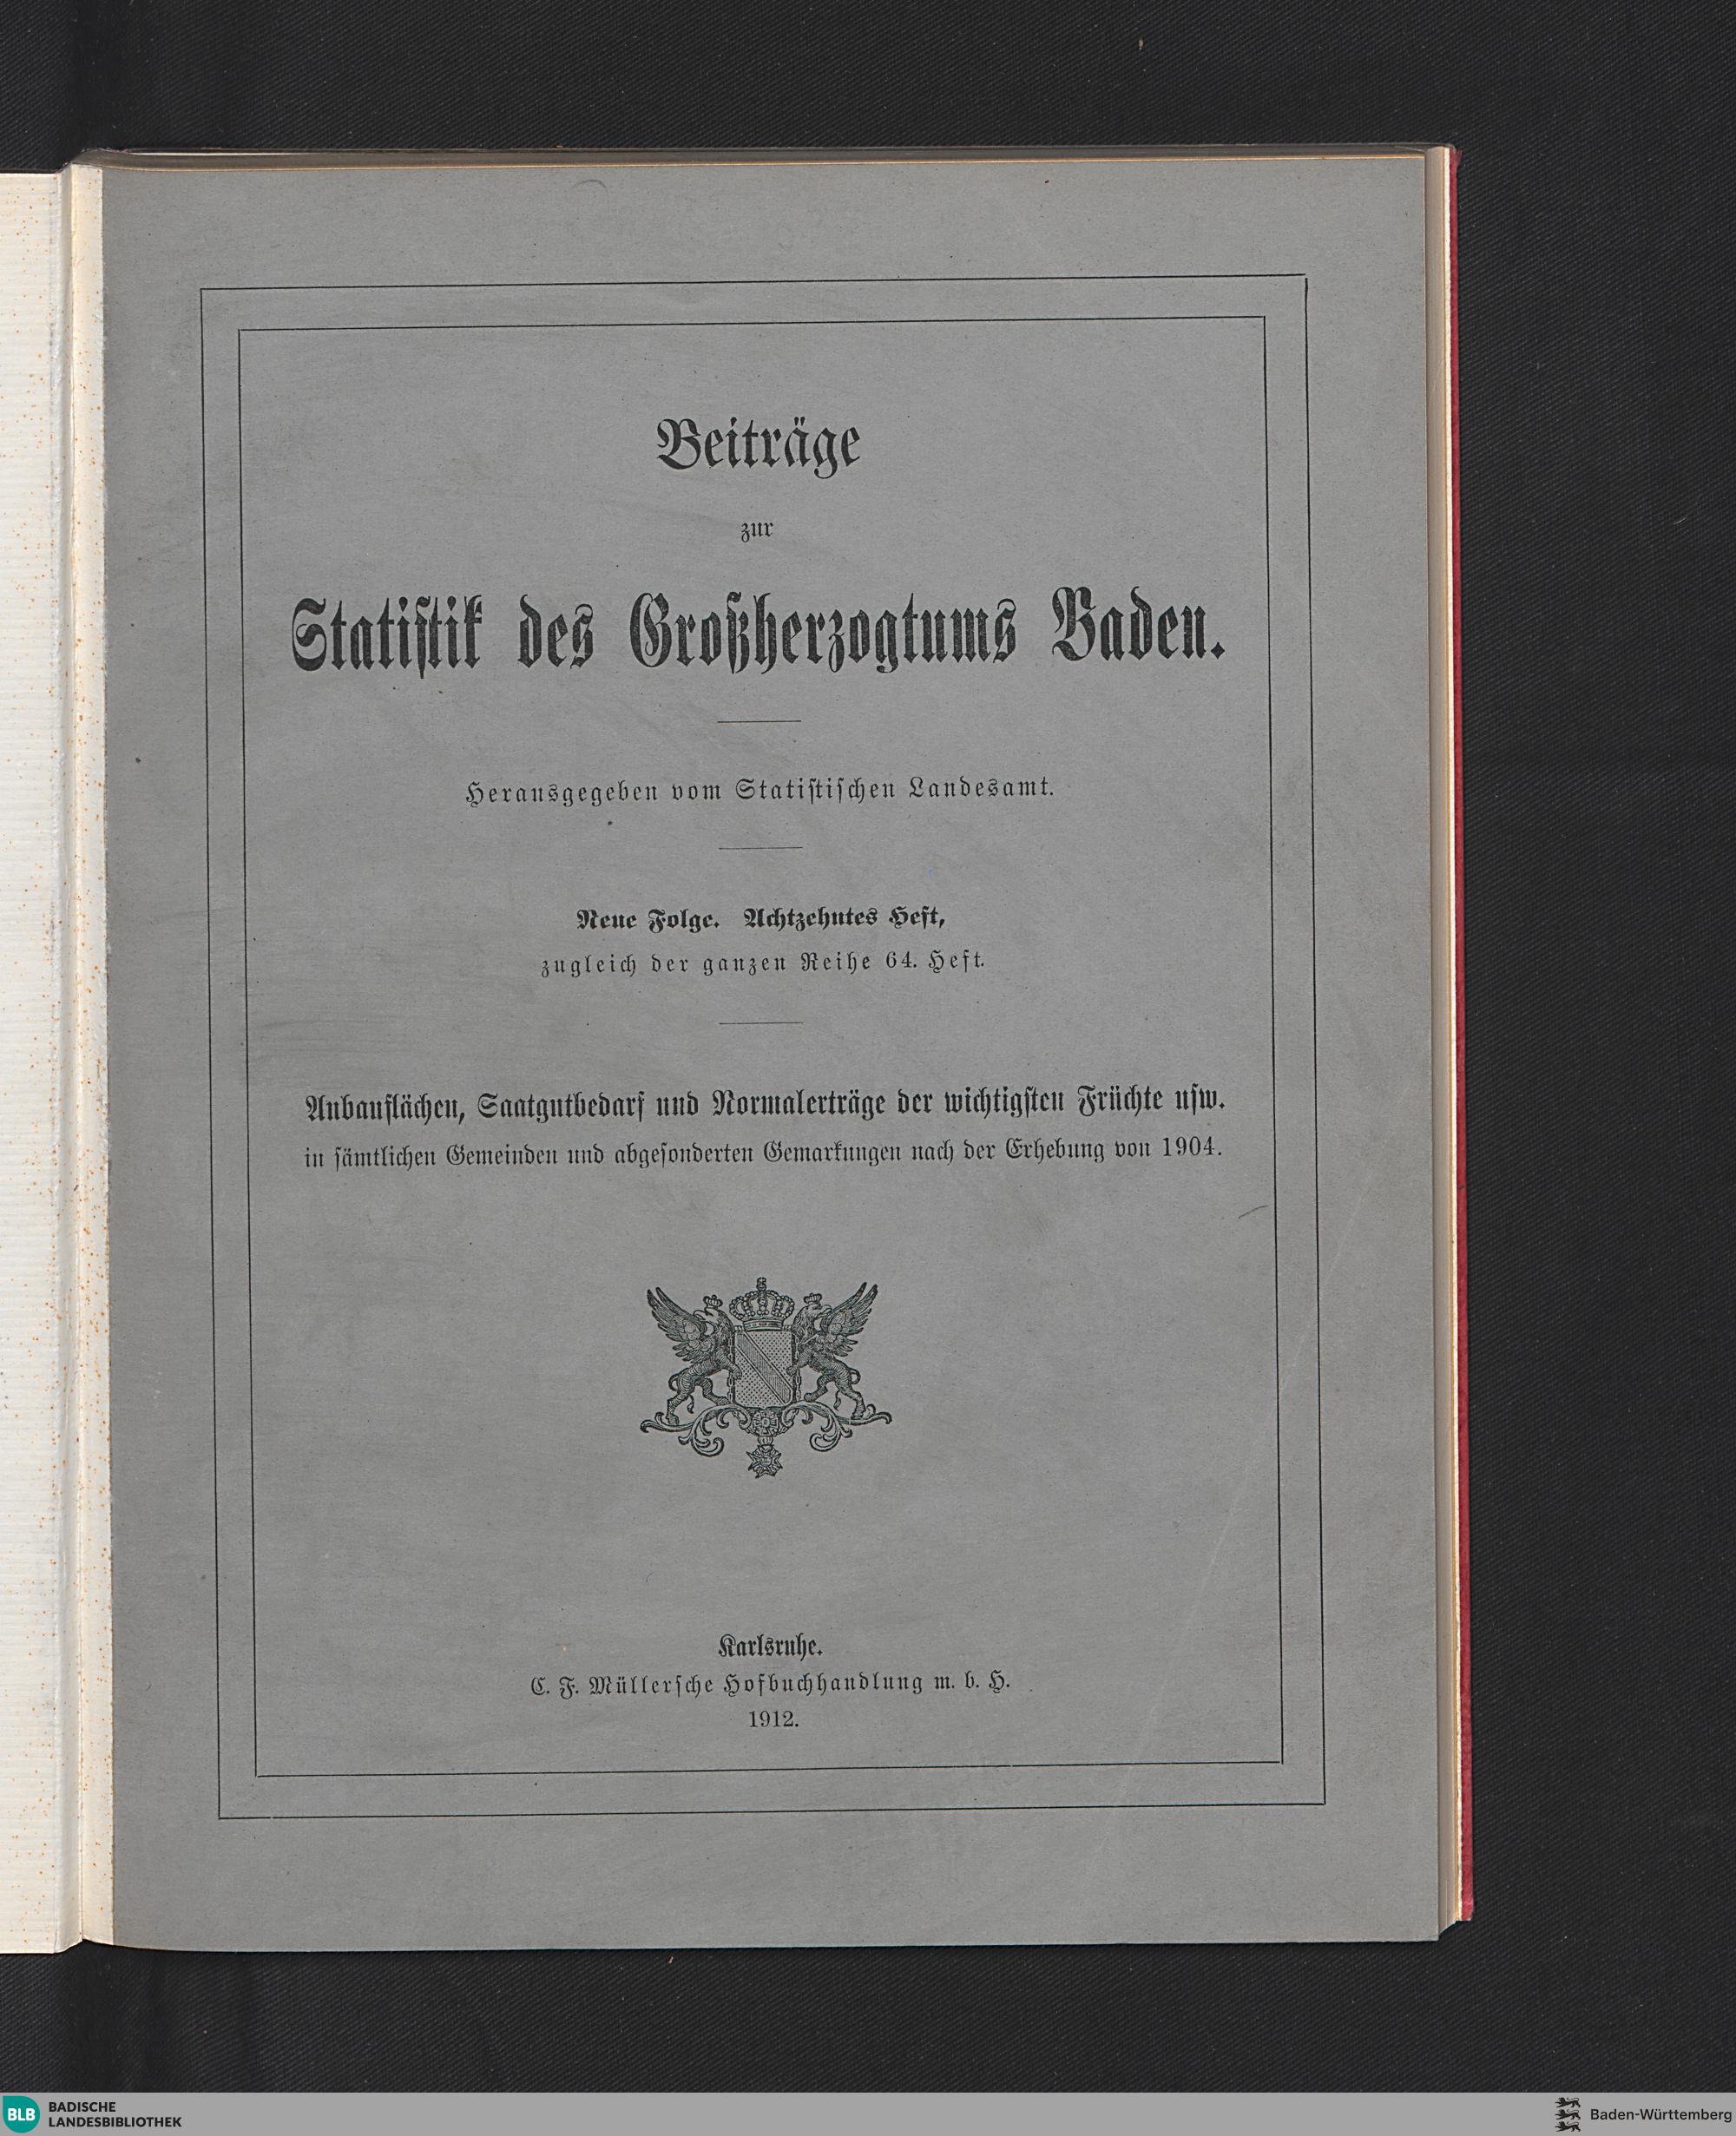 Beiträge
zur
Statistik des Großherzogtums Baden.
Herausgegeben vom Statistischen Landesamt.
Neue Folge. Achtzehntes Heft,
zugleich der ganzen Reihe 64. Heft.
Anbauflächen, Saatgutbedarf und Normalerträge der wichtigsten Früchte usw.
in sämtlichen Gemeinden und abgesonderten Gemarkungen nach der Erhebung von 1904.
Karlsruhe.
C. F. Müllersche Hofbuchhandlung m. b. H.
1912.
BLB
BADISCHE
LANDESBIBLIOTHEK
Baden-Württemberg